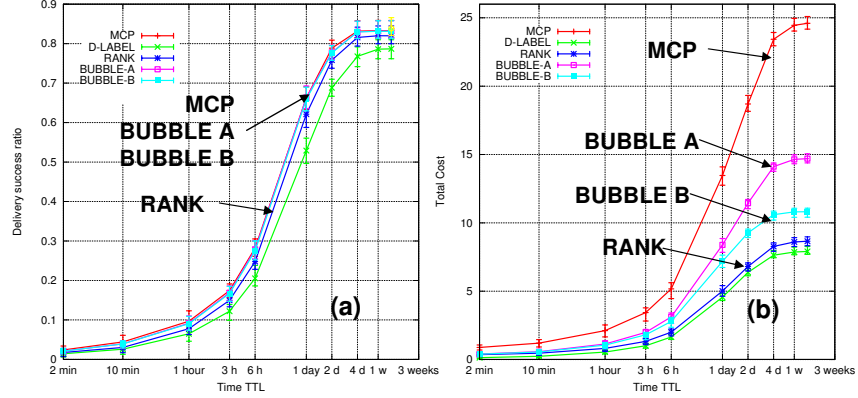 0.9
0.8
0.7
0.6
0.5
0.4
0.3
0.2
0.1
0
Delivery success ratio
MCP
D-LABEL
RANK
BUBBLE-A
BUBBLE-B
MCP
BUBBLE A
BUBBLE B
RANK
(a)
2 min
10 min
1 hour
3 h
6 h
1 day
2 d
4 d
1 w
3 weeks
Time TTL
25
20
15
10
5
0
Total Cost
MCP
D-LABEL
RANK
BUBBLE-A
BUBBLE-B
MCP
BUBBLE A
BUBBLE B
RANK
(b)
2 min
10 min
1 hour
3 h
6 h
1 day
2 d
4 d
1 w
3 weeks
Time TTL